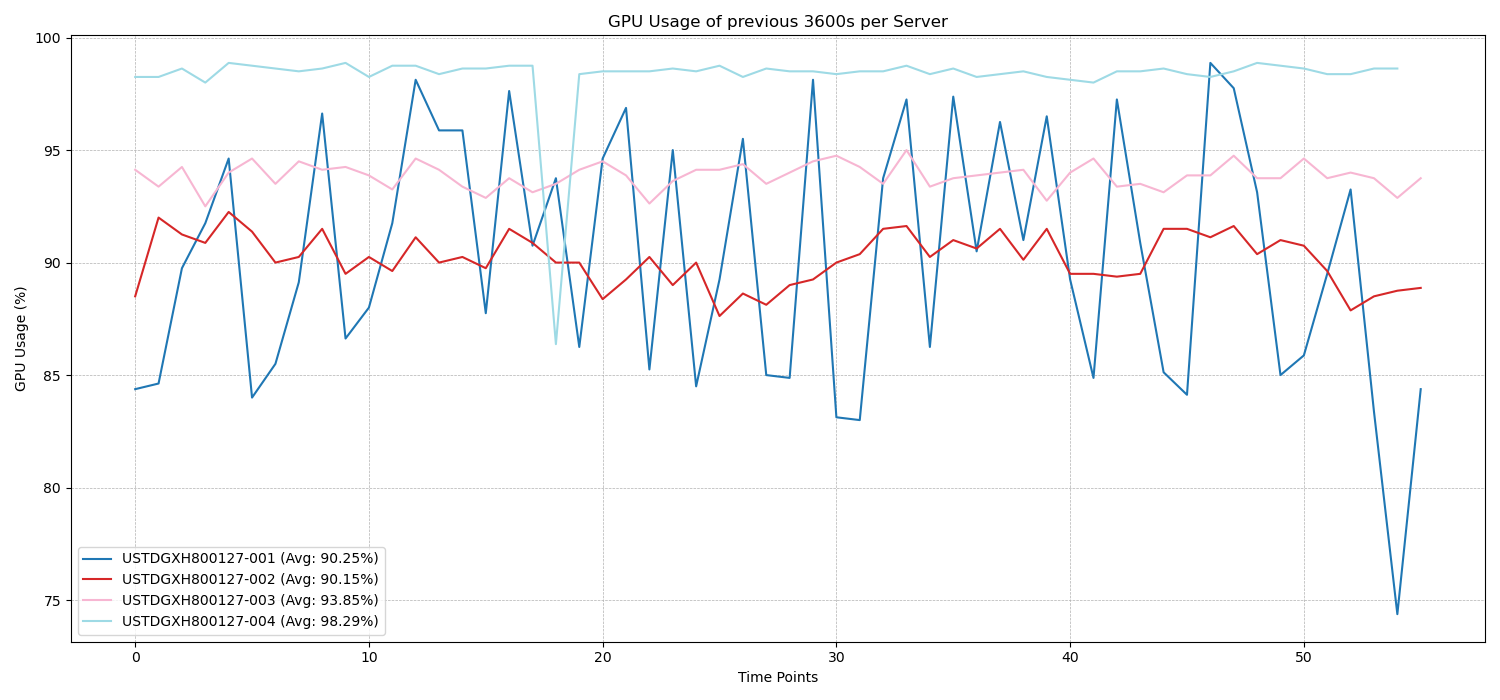 GPU Usage of previous 3600s per Server
100
95
90
85
80
75
GPU Usage (%)
USTDGXH800127-001 (Avg: 90.25%)
USTDGXH800127-002 (Avg: 90.15%)
USTDGXH800127-003 (Avg: 93.85%)
USTDGXH800127-004 (Avg: 98.29%)
0 10 20 30 40 50
Time Points